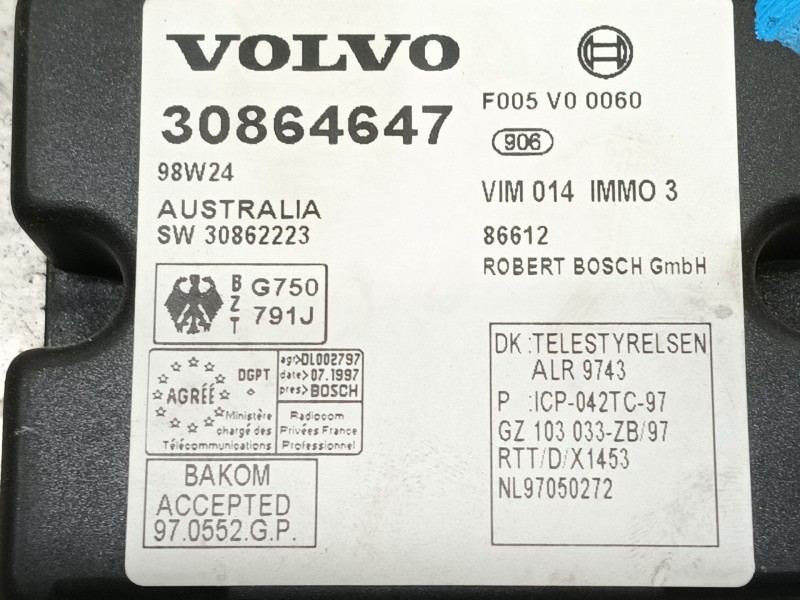 VOLVO
30864647
98W24
AUSTRALIA
SW 30862223
F005 V0 0060
906
VIM 014 IMMO 3
86612
ROBERT BOSCH GmbH
BZT G750
791J
AGRÉÉ DGPT
agr>DL002797
date>07.1997
pres>BOSCH
Ministère
chargé des
Télécommunications
Radiocom
Privées France
Professionnel
BAKOM
ACCEPTED
97.0552.G.P.
DK:TELESTYRELSEN
ALR 9743
P :ICP-042TC-97
GZ 103 033-ZB/97
RTT/D/X1453
NL97050272